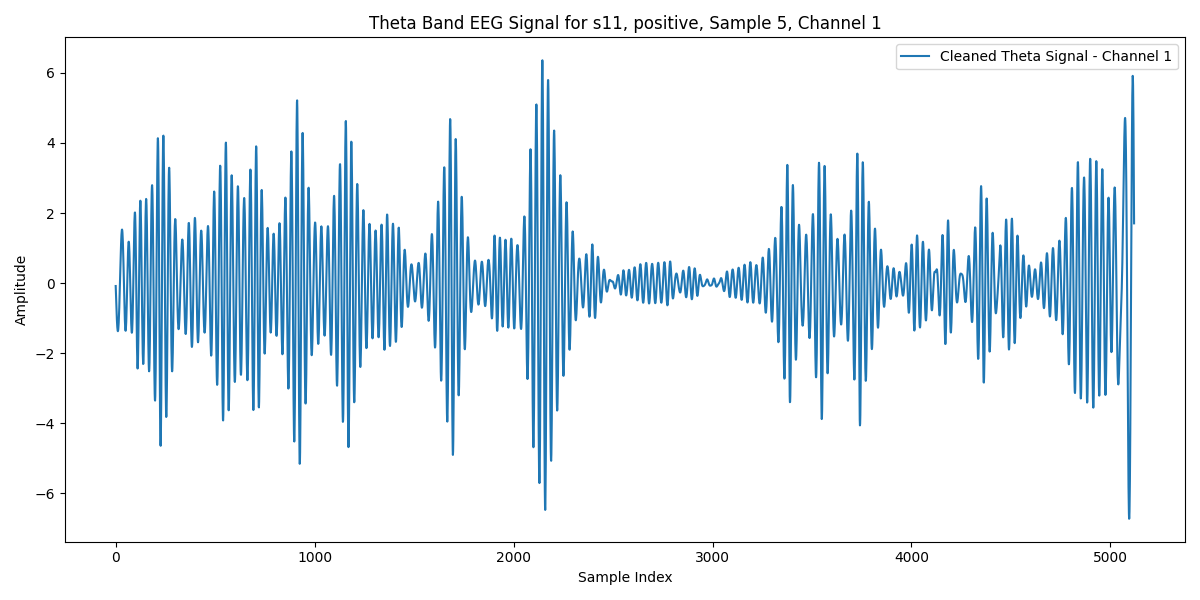 Theta Band EEG Signal for s11, positive, Sample 5, Channel 1
Cleaned Theta Signal - Channel 1
Amplitude
6
4
2
0
−2
−4
−6
0 1000 2000 3000 4000 5000
Sample Index